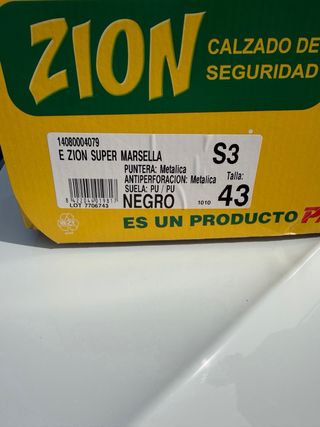 ZION
CALZADO DE
SEGURIDAD
14080004079
E ZION SUPER MARSELLA
S3
PUNTERA: Metalica
ANTIPERFORACION: Metalica
Talla:
SUELA: PU / PU
NEGRO
1010
43
LOT 7706743
ES UN PRODUCTO